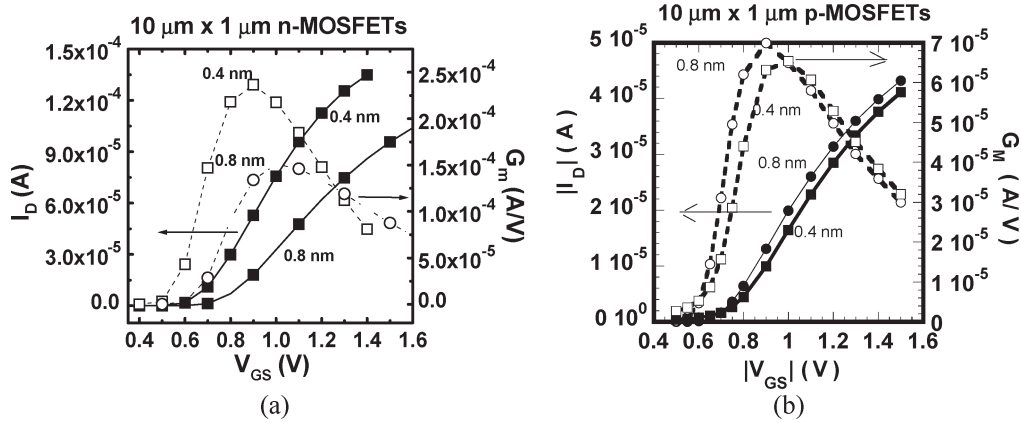 10 μm x 1 μm n-MOSFETs
1.5x10⁻⁴
1.2x10⁻⁴
9.0x10⁻⁵
6.0x10⁻⁵
3.0x10⁻⁵
0.0
I_D (A)
0.4 nm
0.4 nm
0.8 nm
0.8 nm
2.5x10⁻⁴
2.0x10⁻⁴
1.5x10⁻⁴
1.0x10⁻⁴
5.0x10⁻⁵
0.0
G_m (A/V)
0.4 0.6 0.8 1.0 1.2 1.4 1.6
V_GS (V)
(a)
10 μm x 1 μm p-MOSFETs
5 10⁻⁵
4 10⁻⁵
3 10⁻⁵
2 10⁻⁵
1 10⁻⁵
0 10⁰
|I_D| ( A )
0.8 nm
0.4 nm
0.8 nm
0.4 nm
7 10⁻⁵
6 10⁻⁵
5 10⁻⁵
4 10⁻⁵
3 10⁻⁵
2 10⁻⁵
1 10⁻⁵
0
G_M ( A/V )
0.4 0.6 0.8 1.0 1.2 1.4 1.6
|V_GS| ( V )
(b)